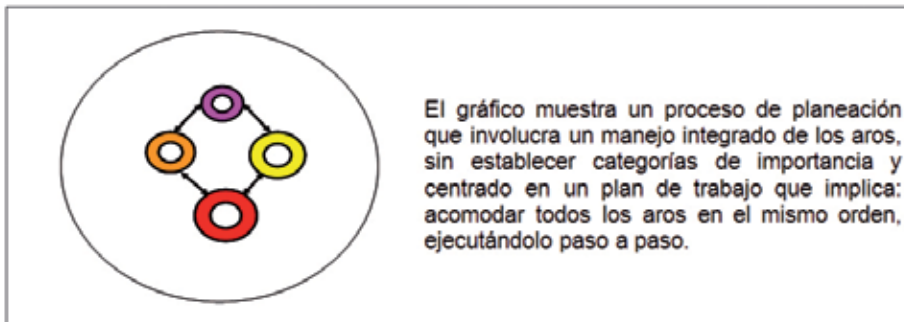 El gráfico muestra un proceso de planeación
que involucra un manejo integrado de los aros,
sin establecer categorías de importancia y
centrado en un plan de trabajo que implica:
acomodar todos los aros en el mismo orden,
ejecutándolo paso a paso.